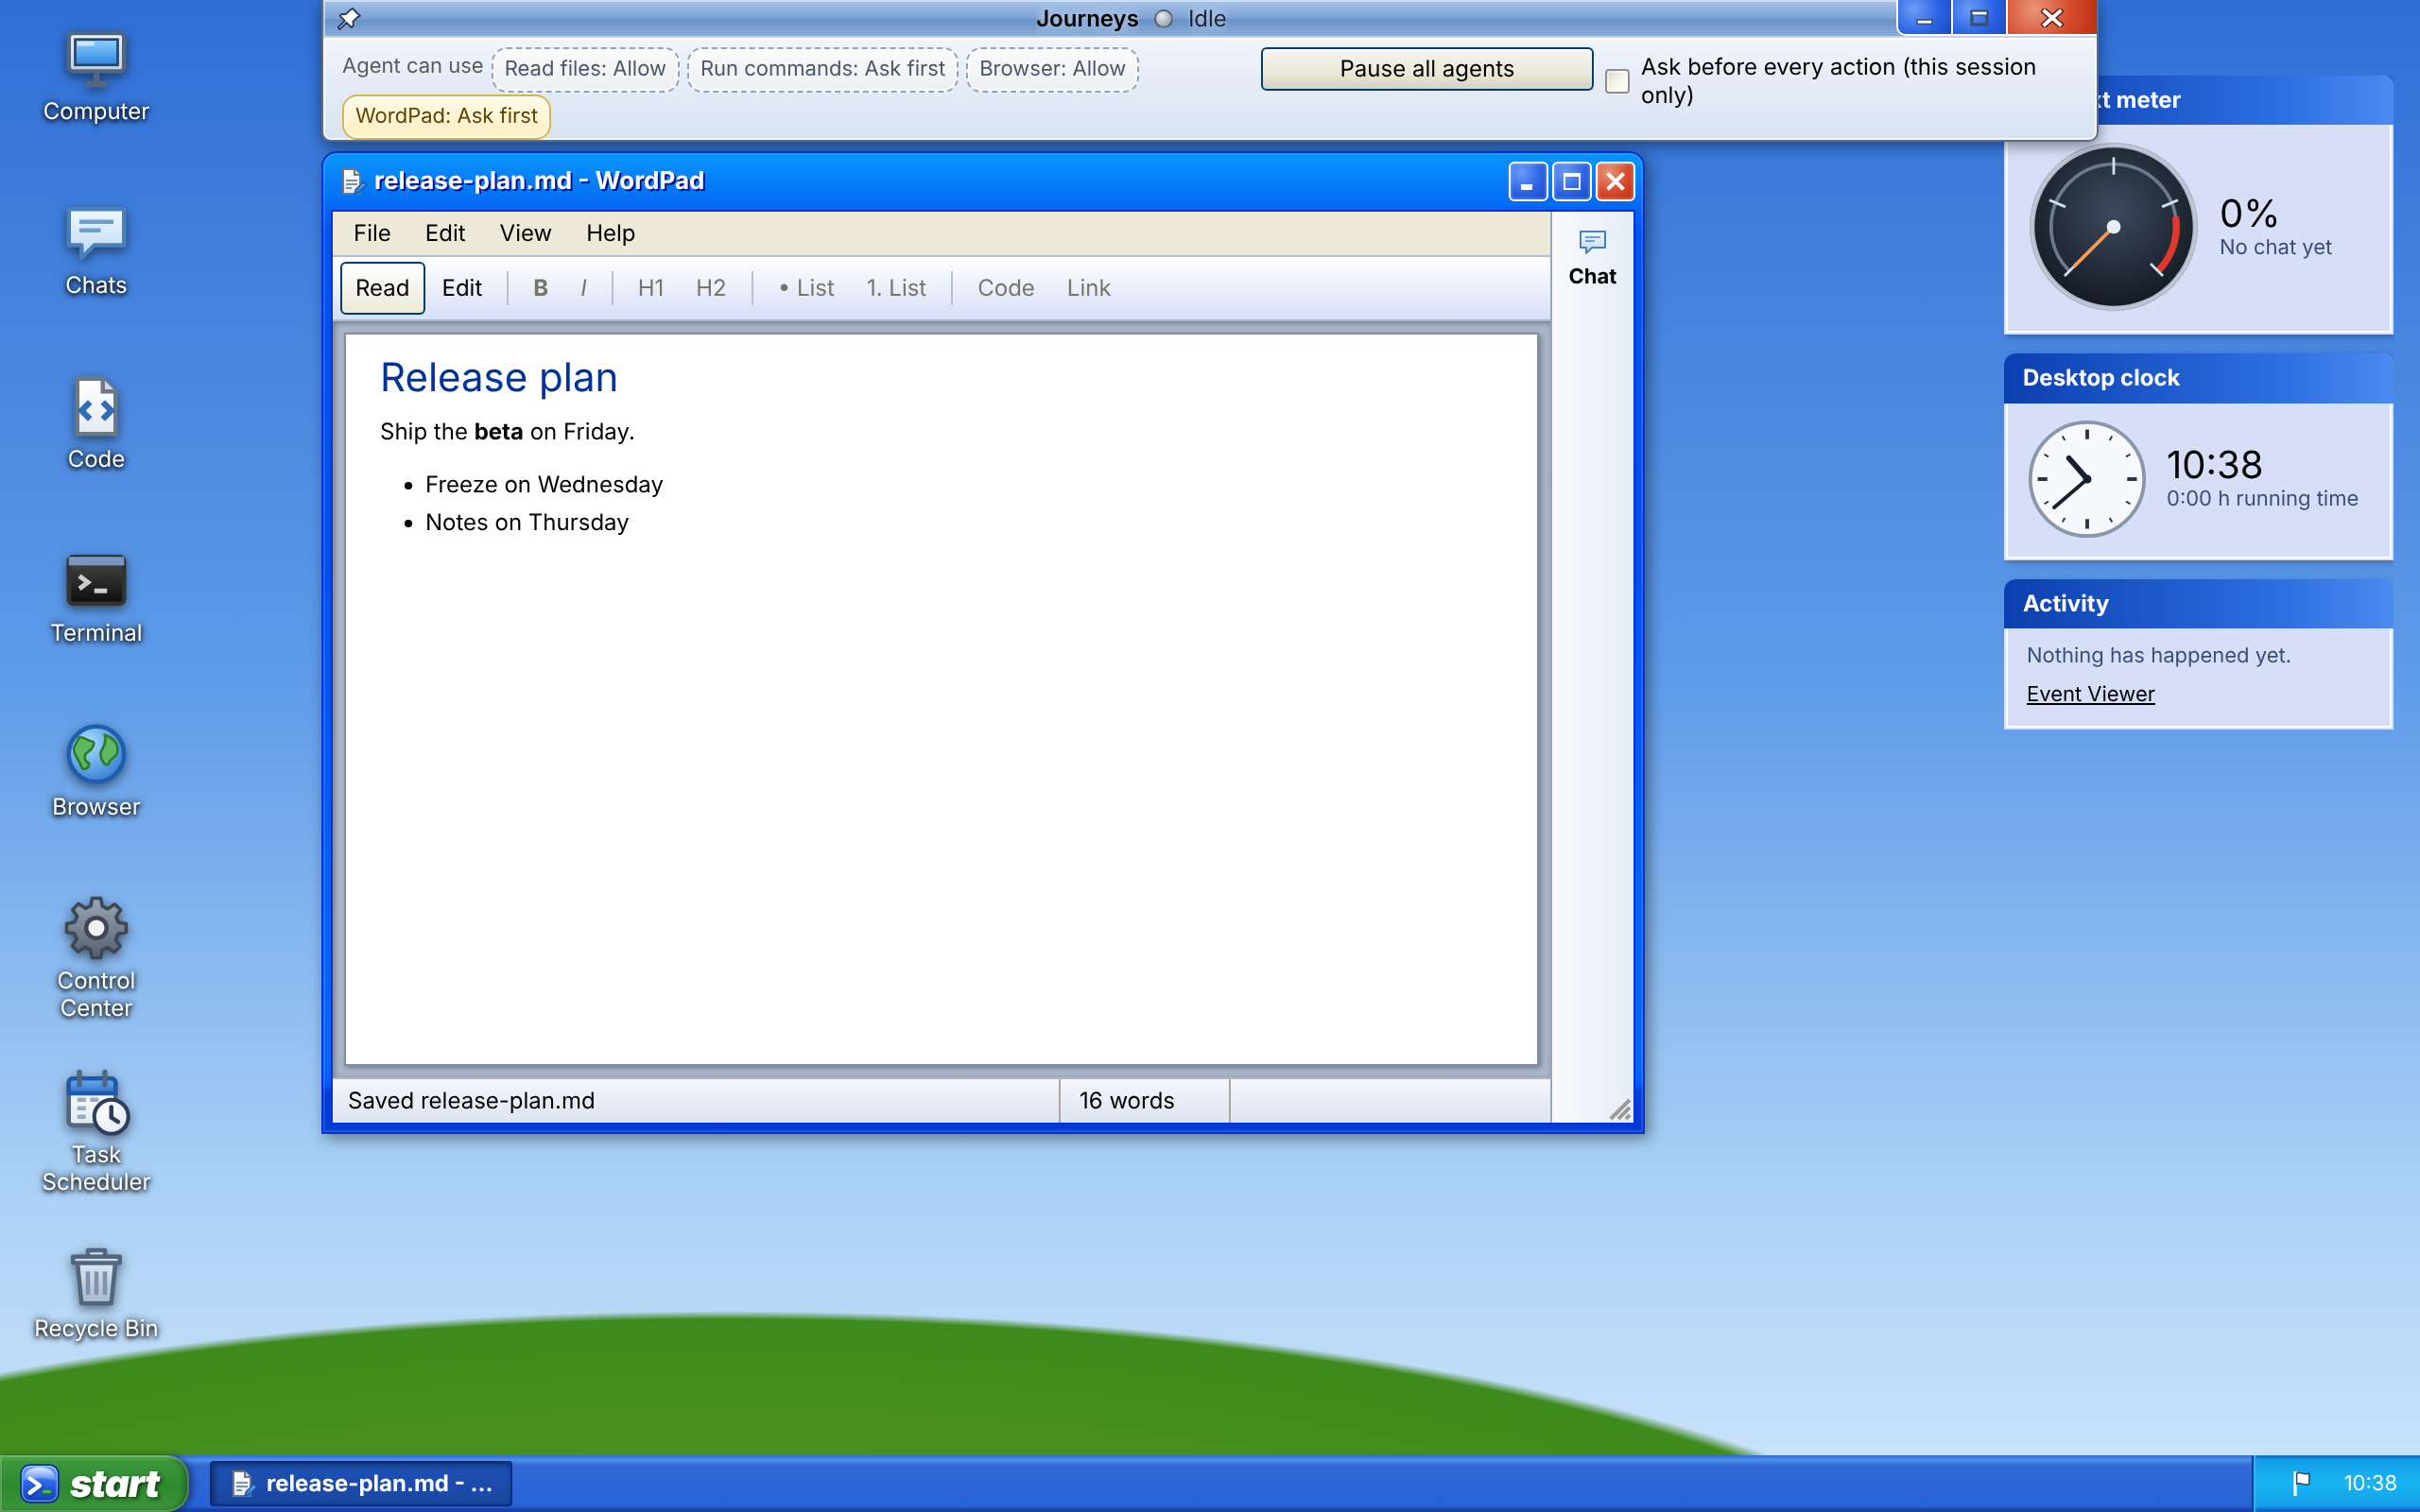 Computer
Chats
Code
Terminal
Browser
Control
Center
Task
Scheduler
Recycle Bin
Journeys Idle
Agent can use Read files: Allow Run commands: Ask first Browser: Allow
WordPad: Ask first
Pause all agents
Ask before every action (this session
only)
release-plan.md - WordPad
File Edit View Help
Read Edit B I H1 H2 • List 1. List Code Link
Chat
Release plan
Ship the beta on Friday.
• Freeze on Wednesday
• Notes on Thursday
Saved release-plan.md 16 words
meter
0%
No chat yet
Desktop clock
10:38
0:00 h running time
Activity
Nothing has happened yet.
Event Viewer
start
release-plan.md - ...
10:38